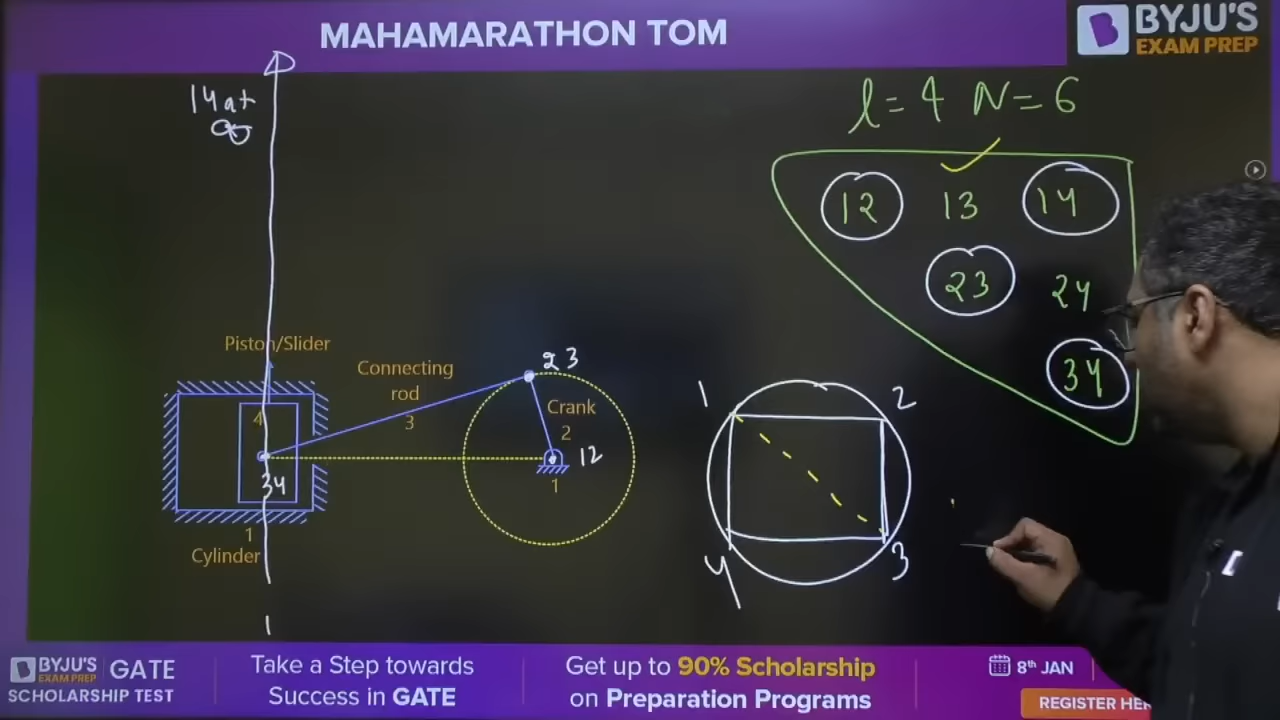 MAHAMARATHON TOM
BYJU'S
EXAM PREP
14 at
∞
l = 4 N = 6
12 13 14
23 24
34
Piston/Slider
Connecting
rod
3
23
Crank
2
12
1
4
34
1
Cylinder
1 2
4 3
BYJU'S
EXAM PREP
GATE
SCHOLARSHIP TEST
Take a Step towards
Success in GATE
Get up to 90% Scholarship
on Preparation Programs
8th JAN
REGISTER